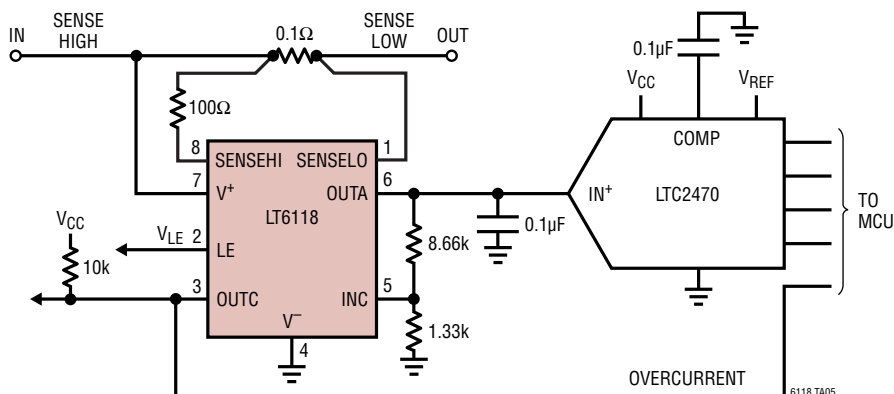 IN
SENSE
HIGH
0.1Ω
SENSE
LOW
OUT
100Ω
8
SENSEHI
SENSELO
1
7
V+
OUTA
6
LT6118
VLE
2
LE
VCC
10k
3
OUTC
INC
5
V−
4
8.66k
1.33k
0.1µF
0.1µF
VCC
VREF
COMP
IN+
LTC2470
TO
MCU
OVERCURRENT
6118 TA05